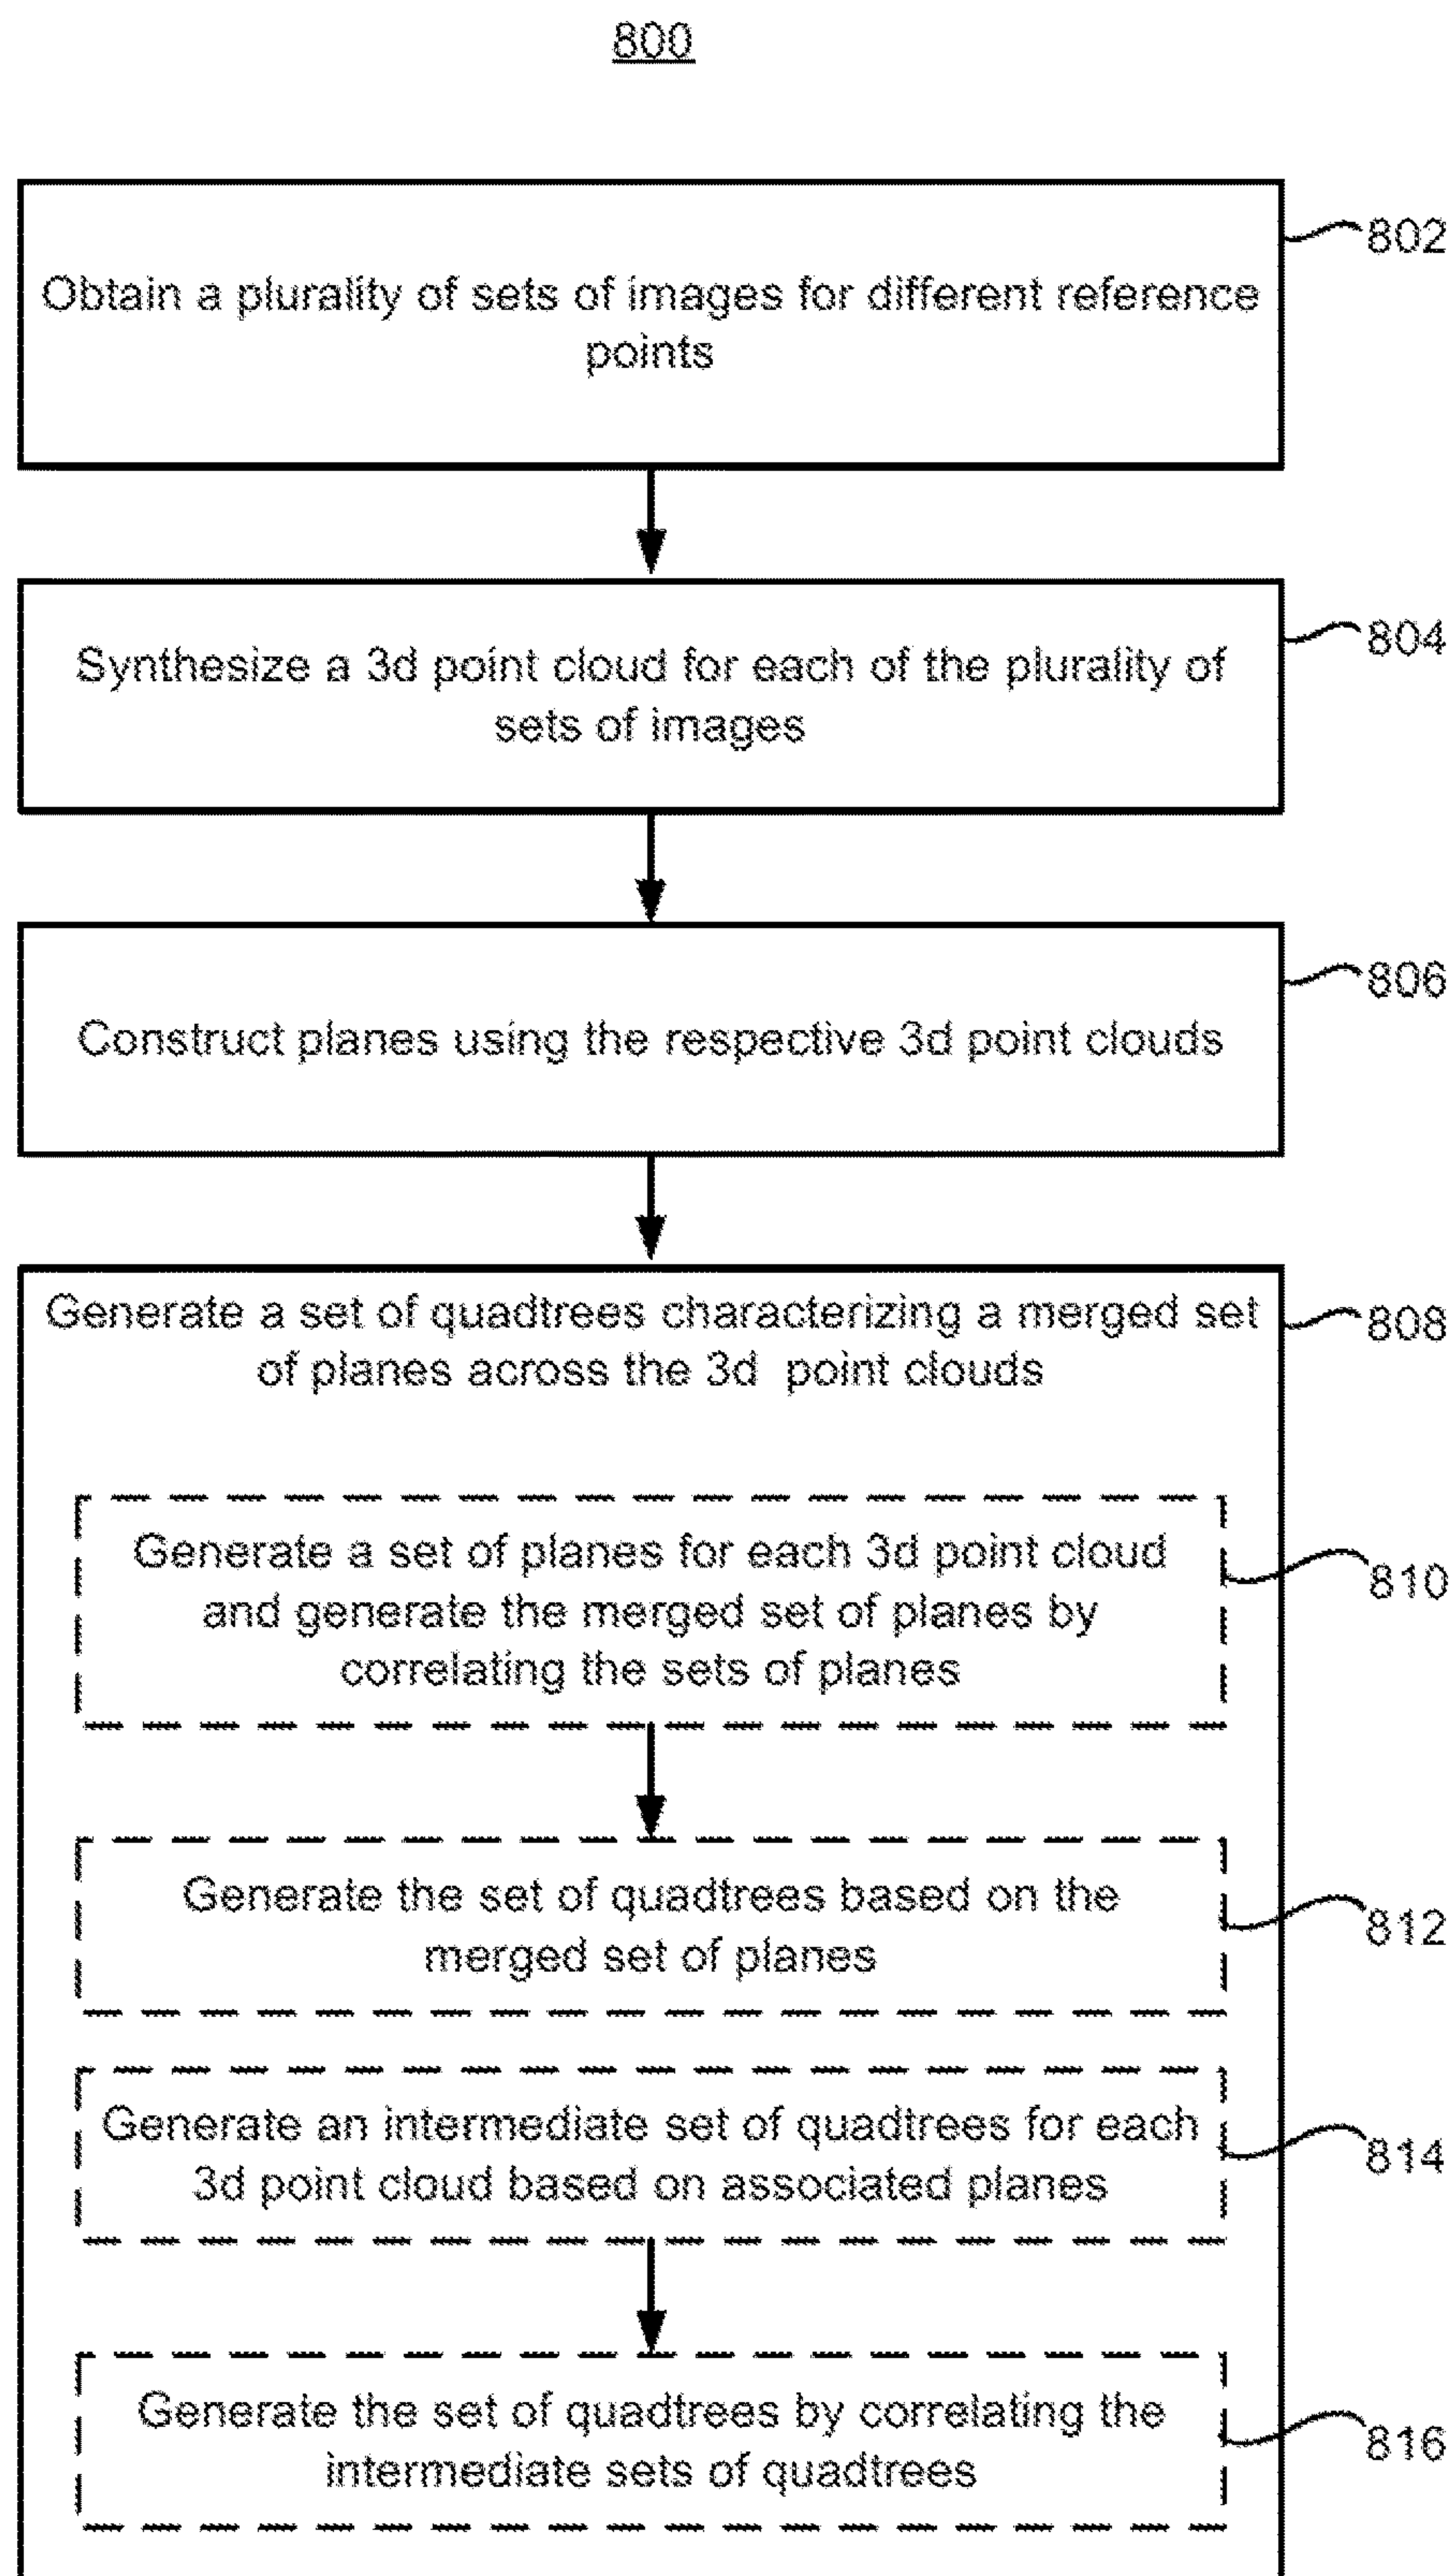 800
Obtain a plurality of sets of images for different reference
points
802
Synthesize a 3d point cloud for each of the plurality of
sets of images
804
Construct planes using the respective 3d point clouds
806
Generate a set of quadtrees characterizing a merged set
of planes across the 3d point clouds
808
Generate a set of planes for each 3d point cloud
and generate the merged set of planes by
correlating the sets of planes
810
Generate the set of quadtrees based on the
merged set of planes
812
Generate an intermediate set of quadtrees for each
3d point cloud based on associated planes
814
Generate the set of quadtrees by correlating the
intermediate sets of quadtrees
816